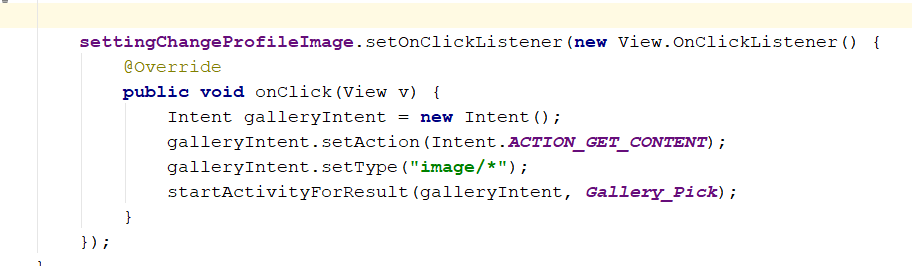 settingChangeProfileImage.setOnClickListener(new View.OnClickListener() {
@Override
public void onClick(View v) {
Intent galleryIntent = new Intent();
galleryIntent.setAction(Intent.ACTION_GET_CONTENT);
galleryIntent.setType("image/*");
startActivityForResult(galleryIntent, Gallery_Pick);
}
});